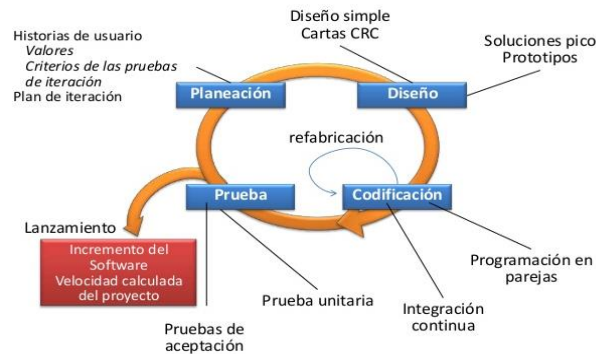 Historias de usuario
Valores
Criterios de las pruebas
de iteración
Plan de iteración
Diseño simple
Cartas CRC
Soluciones pico
Prototipos
Planeación
Diseño
refabricación
Prueba
Codificación
Lanzamiento
Incremento del
Software
Velocidad calculada
del proyecto
Programación en
parejas
Prueba unitaria
Integración
continua
Pruebas de
aceptación